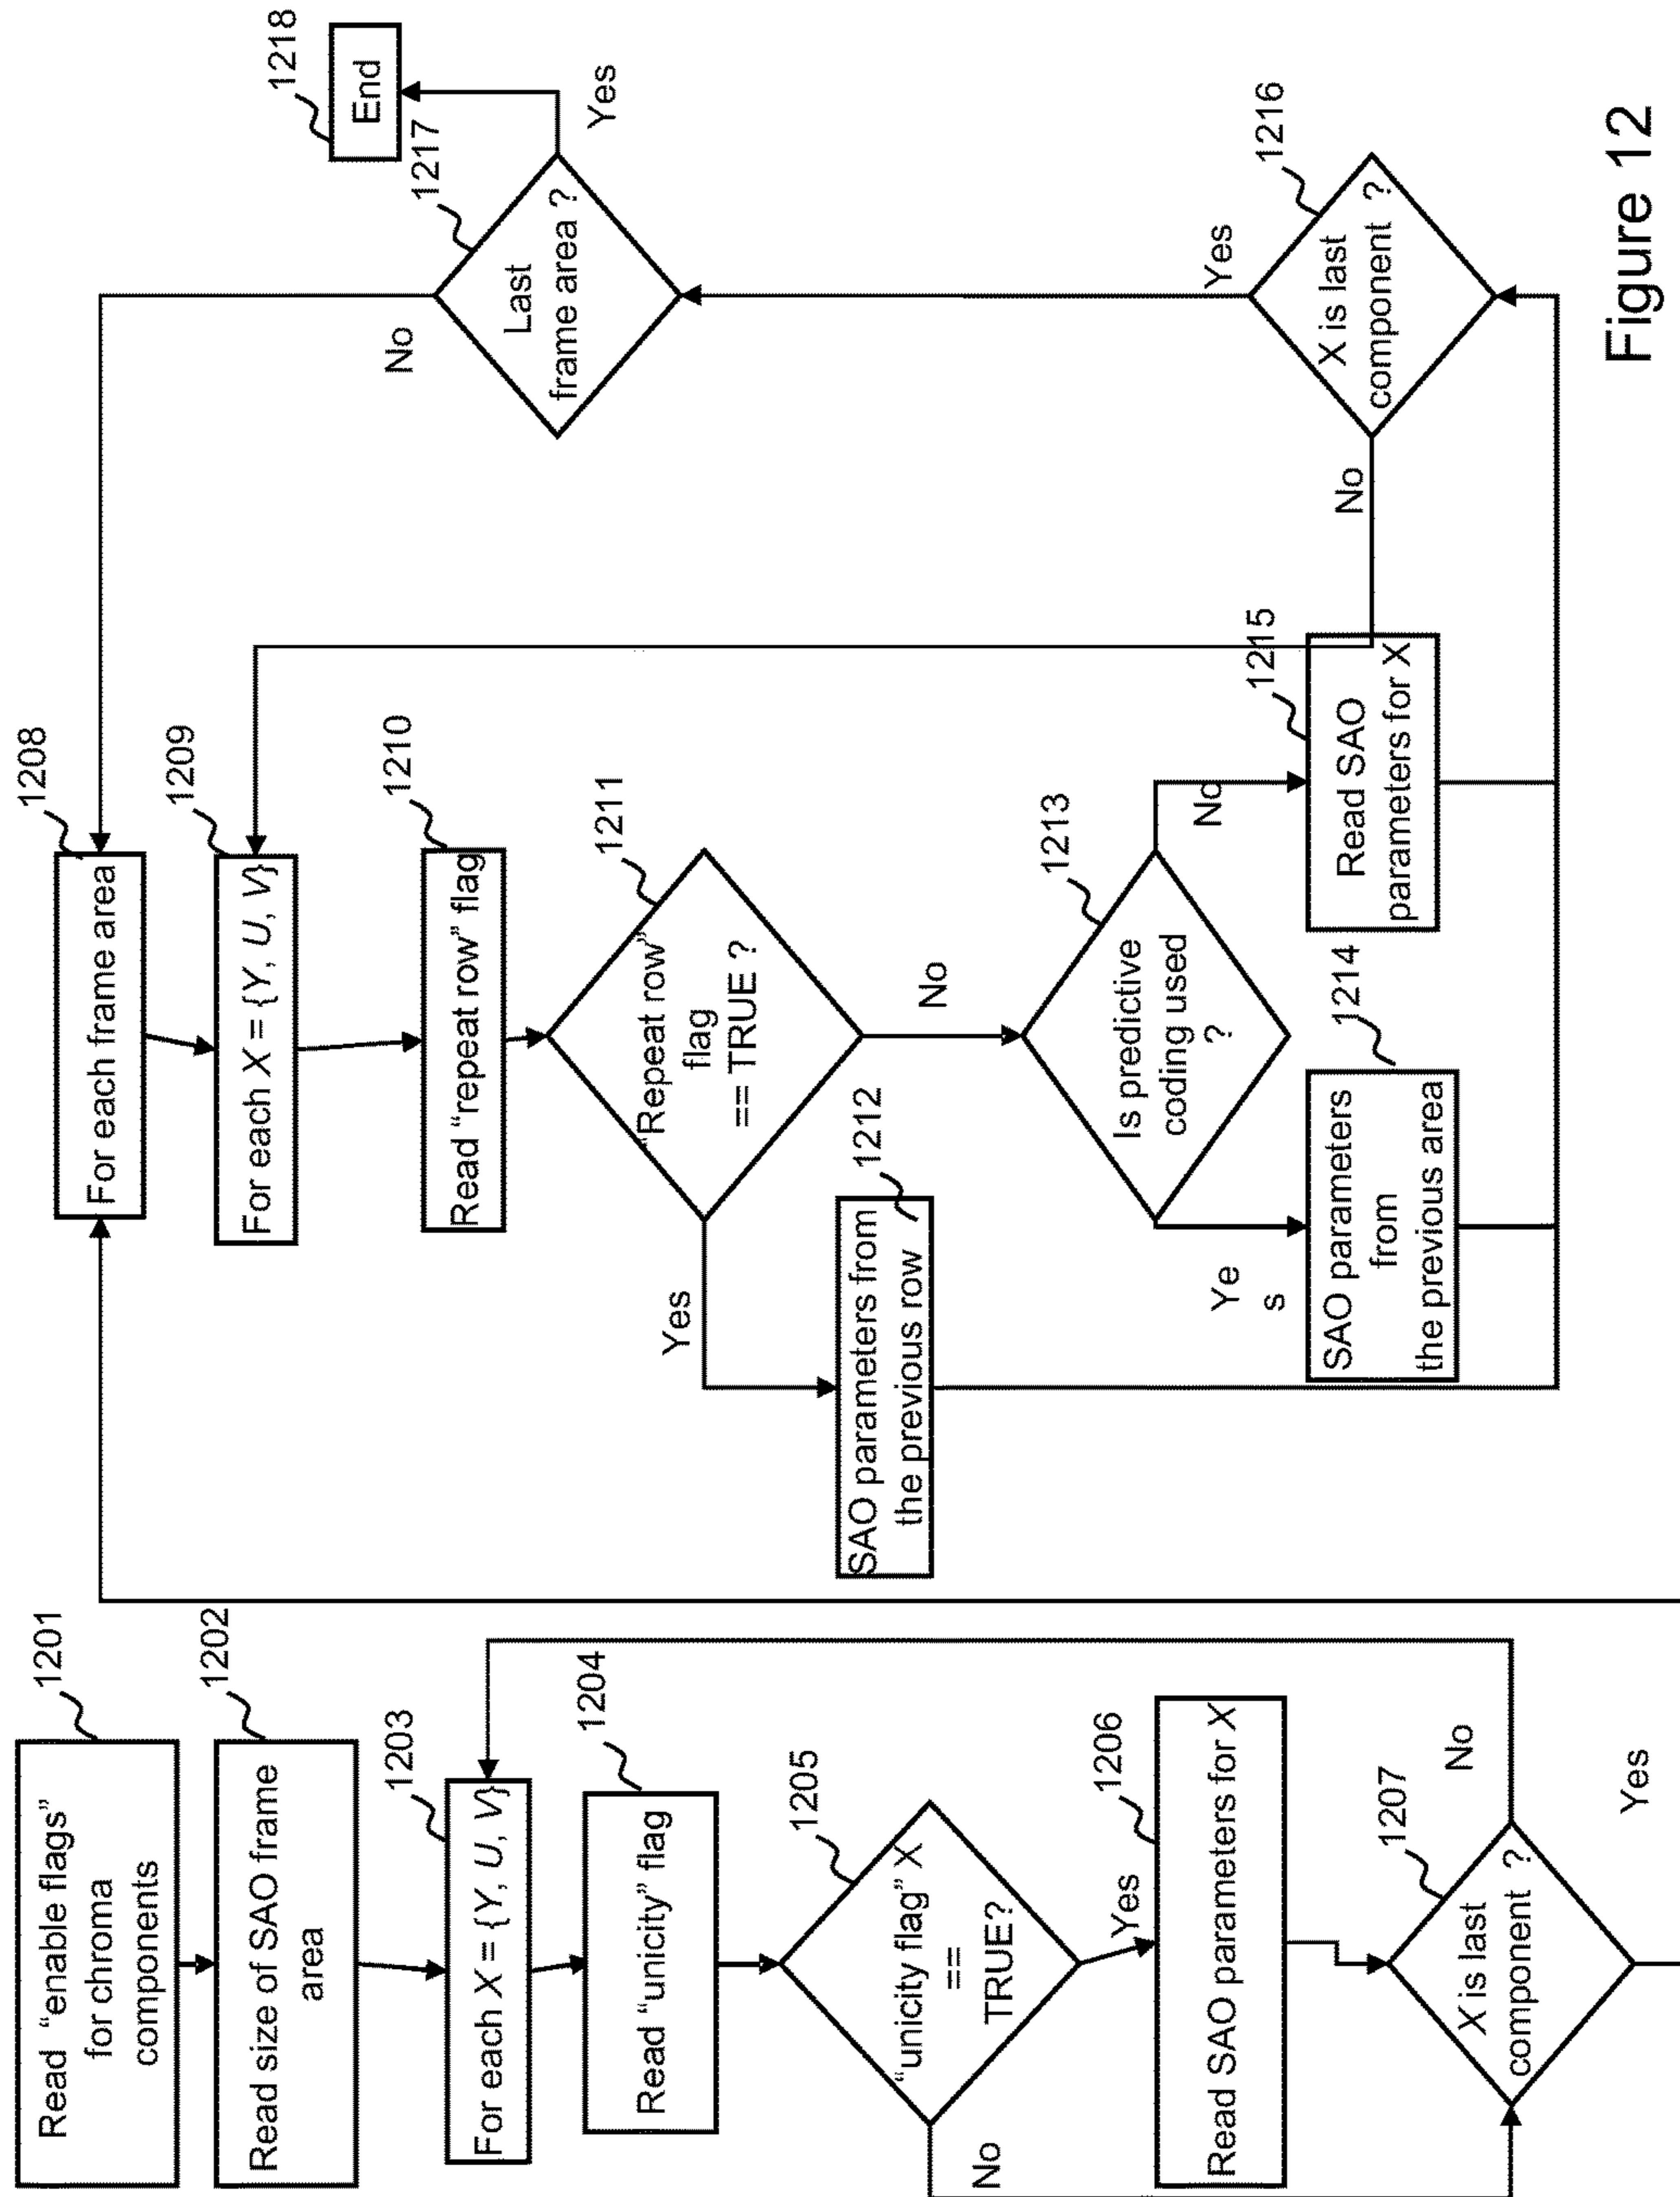 1201
Read “enable flags”
for chroma
components
1202
Read size of SAO frame
area
1203
For each X = {Y, U, V}
1204
Read “unicity” flag
1205
“unicity flag” X
==
TRUE?
No
Yes
1206
Read SAO parameters for X
1207
X is last
component
?
No
Yes
1208
For each frame area
1209
For each X = {Y, U, V}
1210
Read “repeat row” flag
1211
“Repeat row”
flag
== TRUE ?
Yes
No
1212
SAO parameters from
the previous row
1213
Is predictive
coding used
?
Ye
s
No
1214
SAO parameters
from
the previous area
1215
Read SAO
parameters for X
1216
X is last
component
?
No
Yes
1217
Last
frame area ?
No
Yes
1218
End
Figure 12